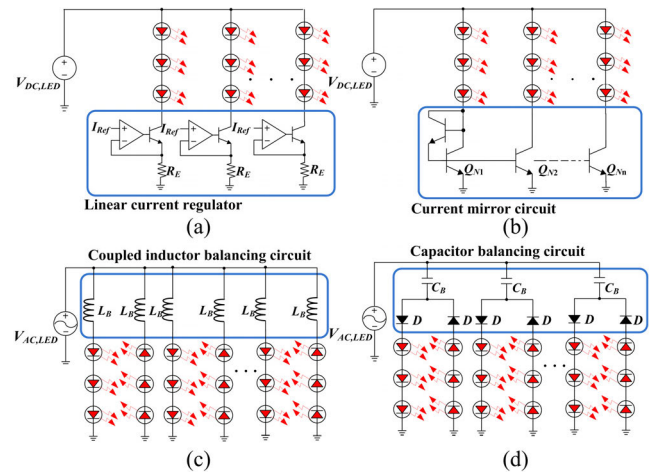 V_DC,LED
I_Ref I_Ref I_Ref
R_E R_E R_E
Linear current regulator
(a)
V_DC,LED
Q_N1 Q_N2 Q_Nn
Current mirror circuit
(b)
Coupled inductor balancing circuit
L_B L_B L_B L_B L_B L_B
V_AC,LED
(c)
Capacitor balancing circuit
C_B C_B C_B
D D D D D D
V_AC,LED
(d)